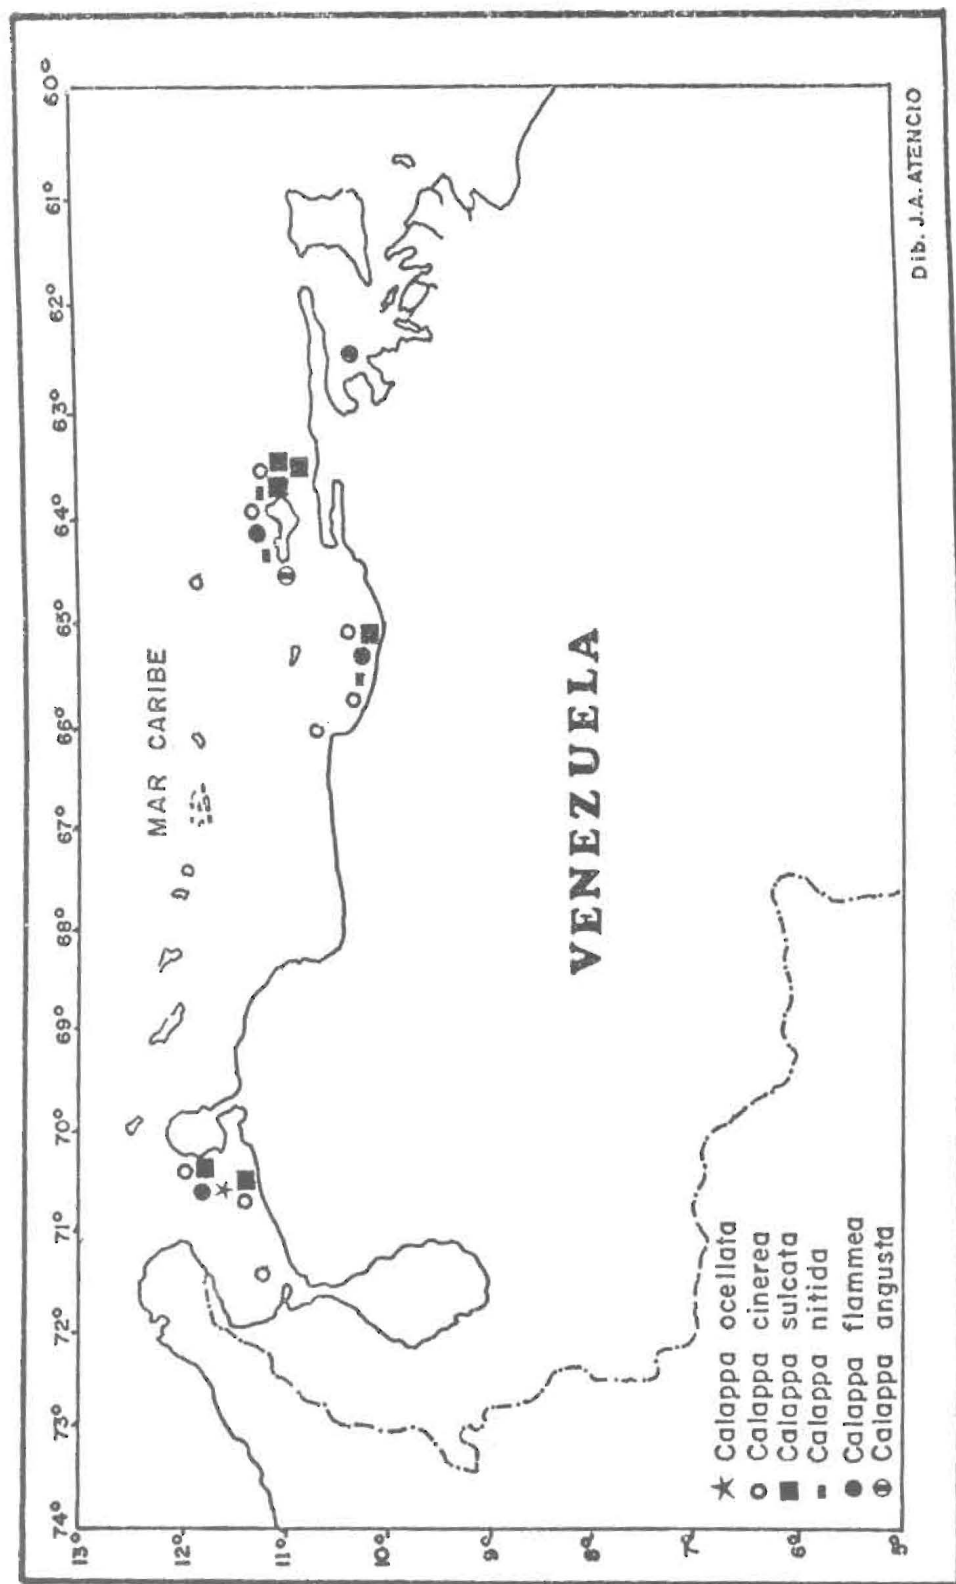 74° 73° 72° 71° 70° 69° 68° 67° 66° 65° 64° 63° 62° 61° 60°
13°
12°
11°
10°
9°
8°
7°
6°
5°
MAR CARIBE
VENEZUELA
Calappa ocellata
Calappa cinerea
Calappa sulcata
Calappa nitida
Calappa flammea
Calappa angusta
Dib. J.A. ATENCIO